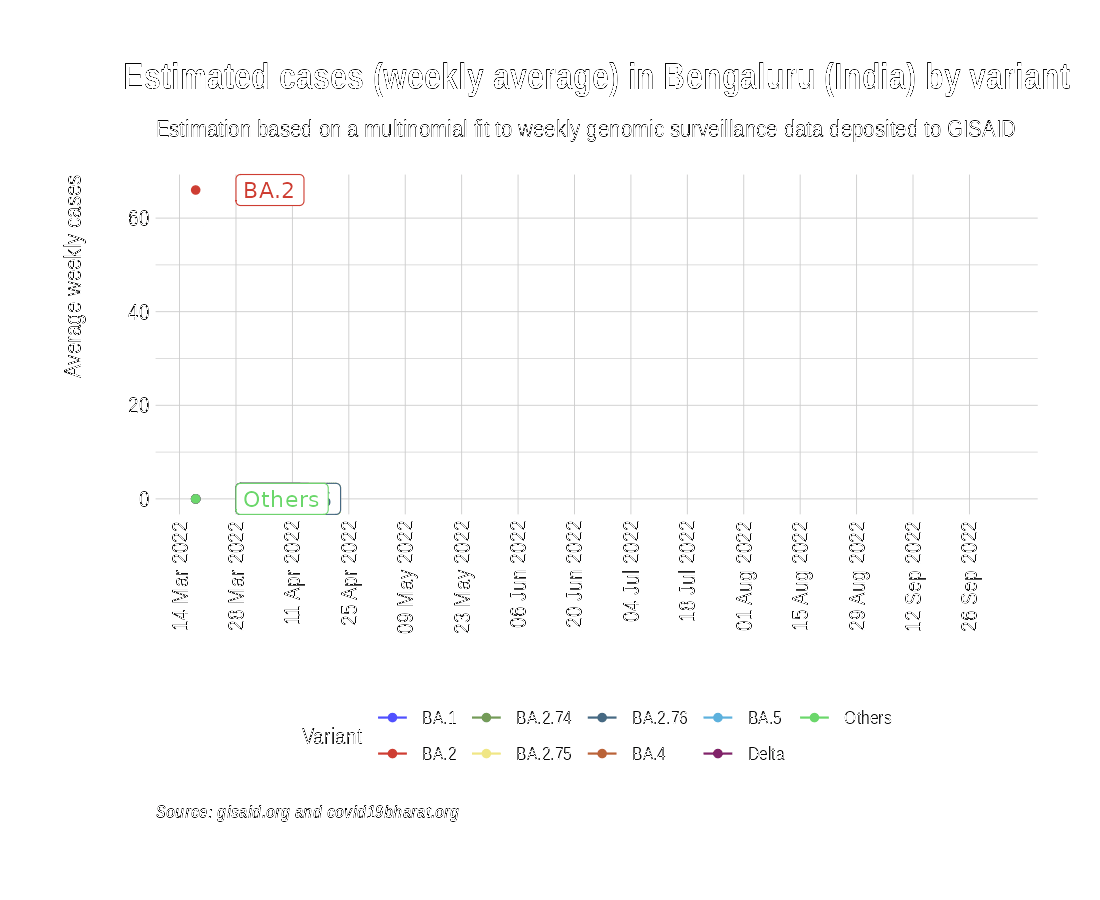 Estimated cases (weekly average) in Bengaluru (India) by variant
Estimation based on a multinomial fit to weekly genomic surveillance data deposited to GISAID
Average weekly cases
60
40
20
0
BA.2
Others
14 Mar 2022
28 Mar 2022
11 Apr 2022
25 Apr 2022
09 May 2022
23 May 2022
06 Jun 2022
20 Jun 2022
04 Jul 2022
18 Jul 2022
01 Aug 2022
15 Aug 2022
29 Aug 2022
12 Sep 2022
26 Sep 2022
Variant
BA.1 BA.2.74 BA.2.76 BA.5 Others
BA.2 BA.2.75 BA.4 Delta
Source: gisaid.org and covid19bharat.org